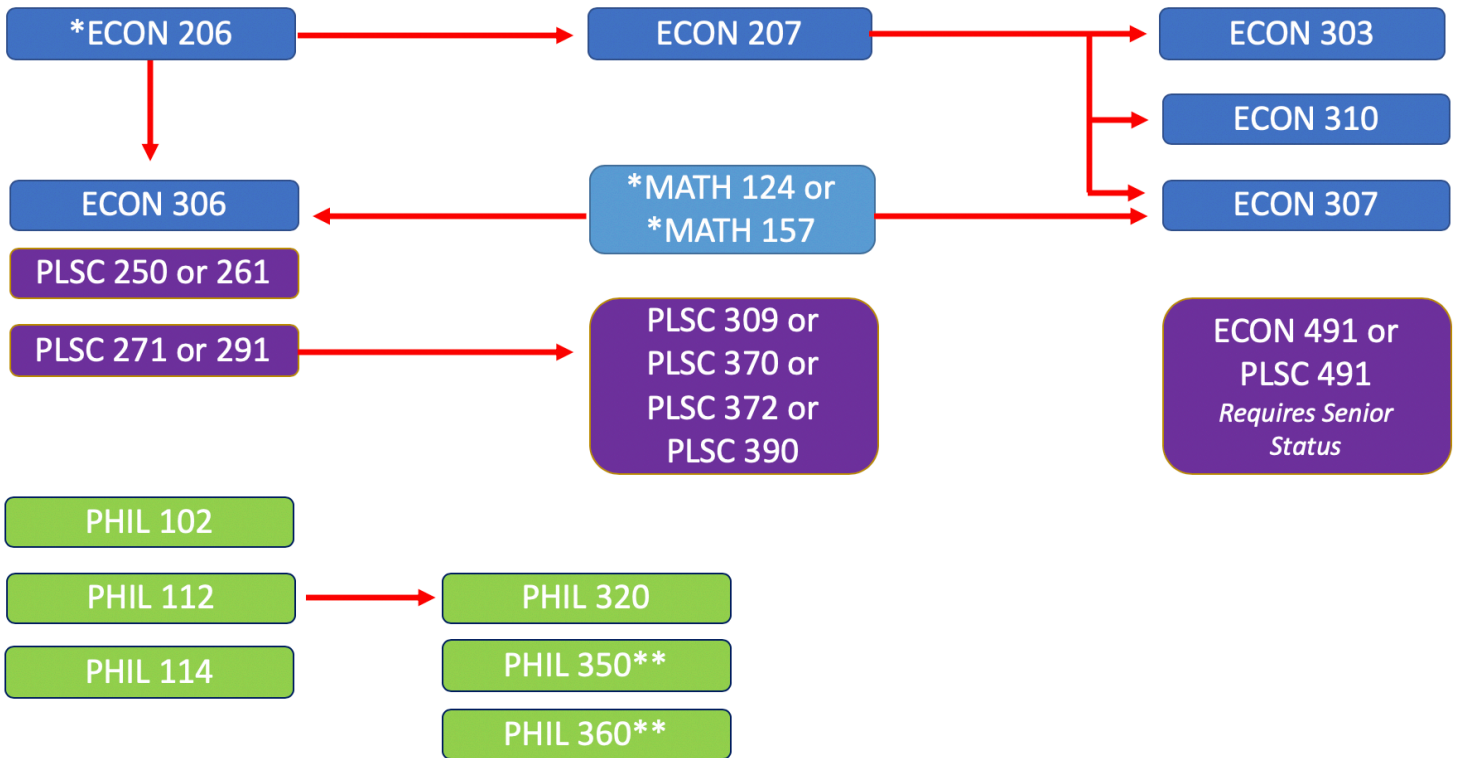 *ECON 206
ECON 207
ECON 303
ECON 310
ECON 306
*MATH 124 or
*MATH 157
ECON 307
PLSC 250 or 261
PLSC 271 or 291
PLSC 309 or
PLSC 370 or
PLSC 372 or
PLSC 390
ECON 491 or
PLSC 491
Requires Senior
Status
PHIL 102
PHIL 112
PHIL 320
PHIL 114
PHIL 350**
PHIL 360**